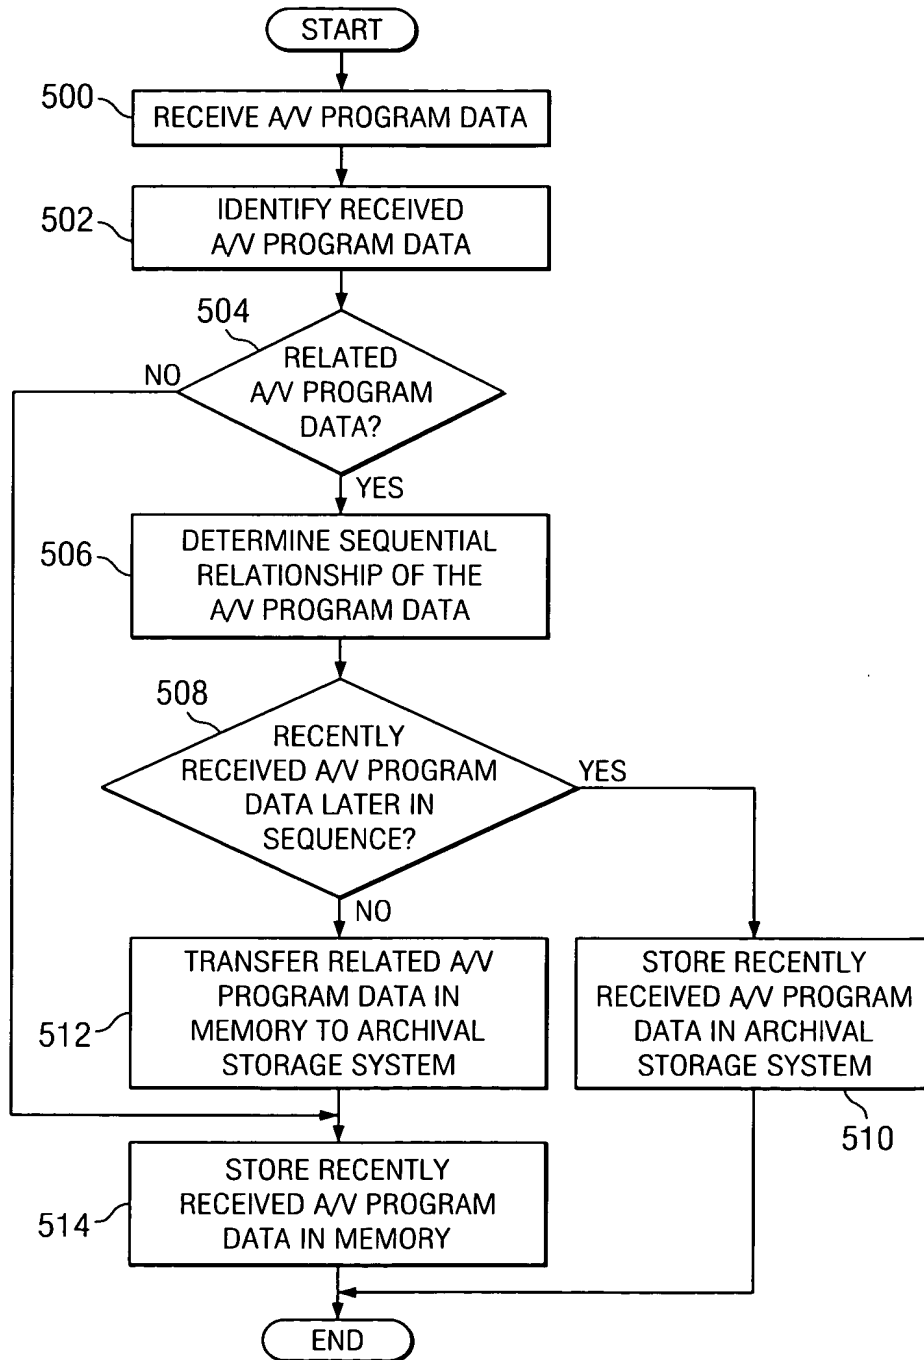 START
500
RECEIVE A/V PROGRAM DATA
502
IDENTIFY RECEIVED
A/V PROGRAM DATA
504
RELATED
A/V PROGRAM
DATA?
NO
YES
506
DETERMINE SEQUENTIAL
RELATIONSHIP OF THE
A/V PROGRAM DATA
508
RECENTLY
RECEIVED A/V PROGRAM
DATA LATER IN
SEQUENCE?
YES
NO
512
TRANSFER RELATED A/V
PROGRAM DATA IN
MEMORY TO ARCHIVAL
STORAGE SYSTEM
STORE RECENTLY
RECEIVED A/V PROGRAM
DATA IN ARCHIVAL
STORAGE SYSTEM
510
514
STORE RECENTLY
RECEIVED A/V PROGRAM
DATA IN MEMORY
END